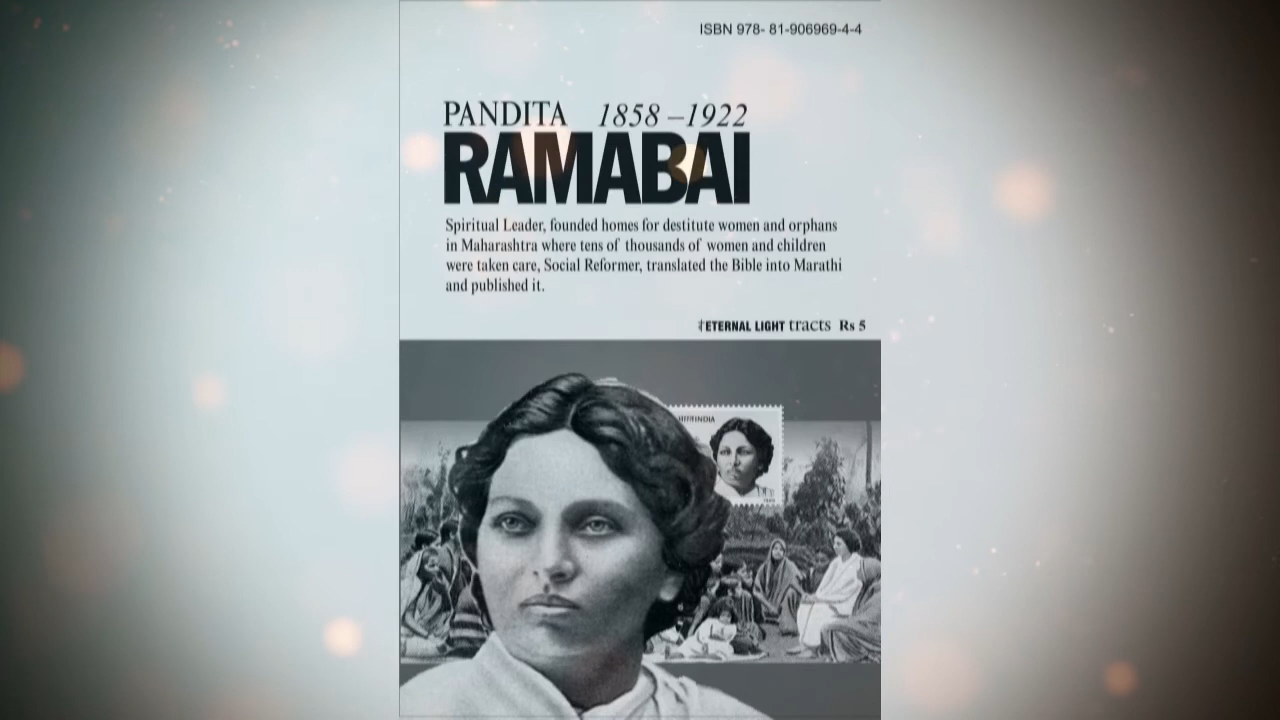 ISBN 978- 81-906969-4-4
PANDITA 1858 –1922
RAMABAI
Spiritual Leader, founded homes for destitute women and orphans
in Maharashtra where tens of thousands of women and children
were taken care, Social Reformer, translated the Bible into Marathi
and published it.
ETERNAL LIGHT tracts Rs 5
INDIA